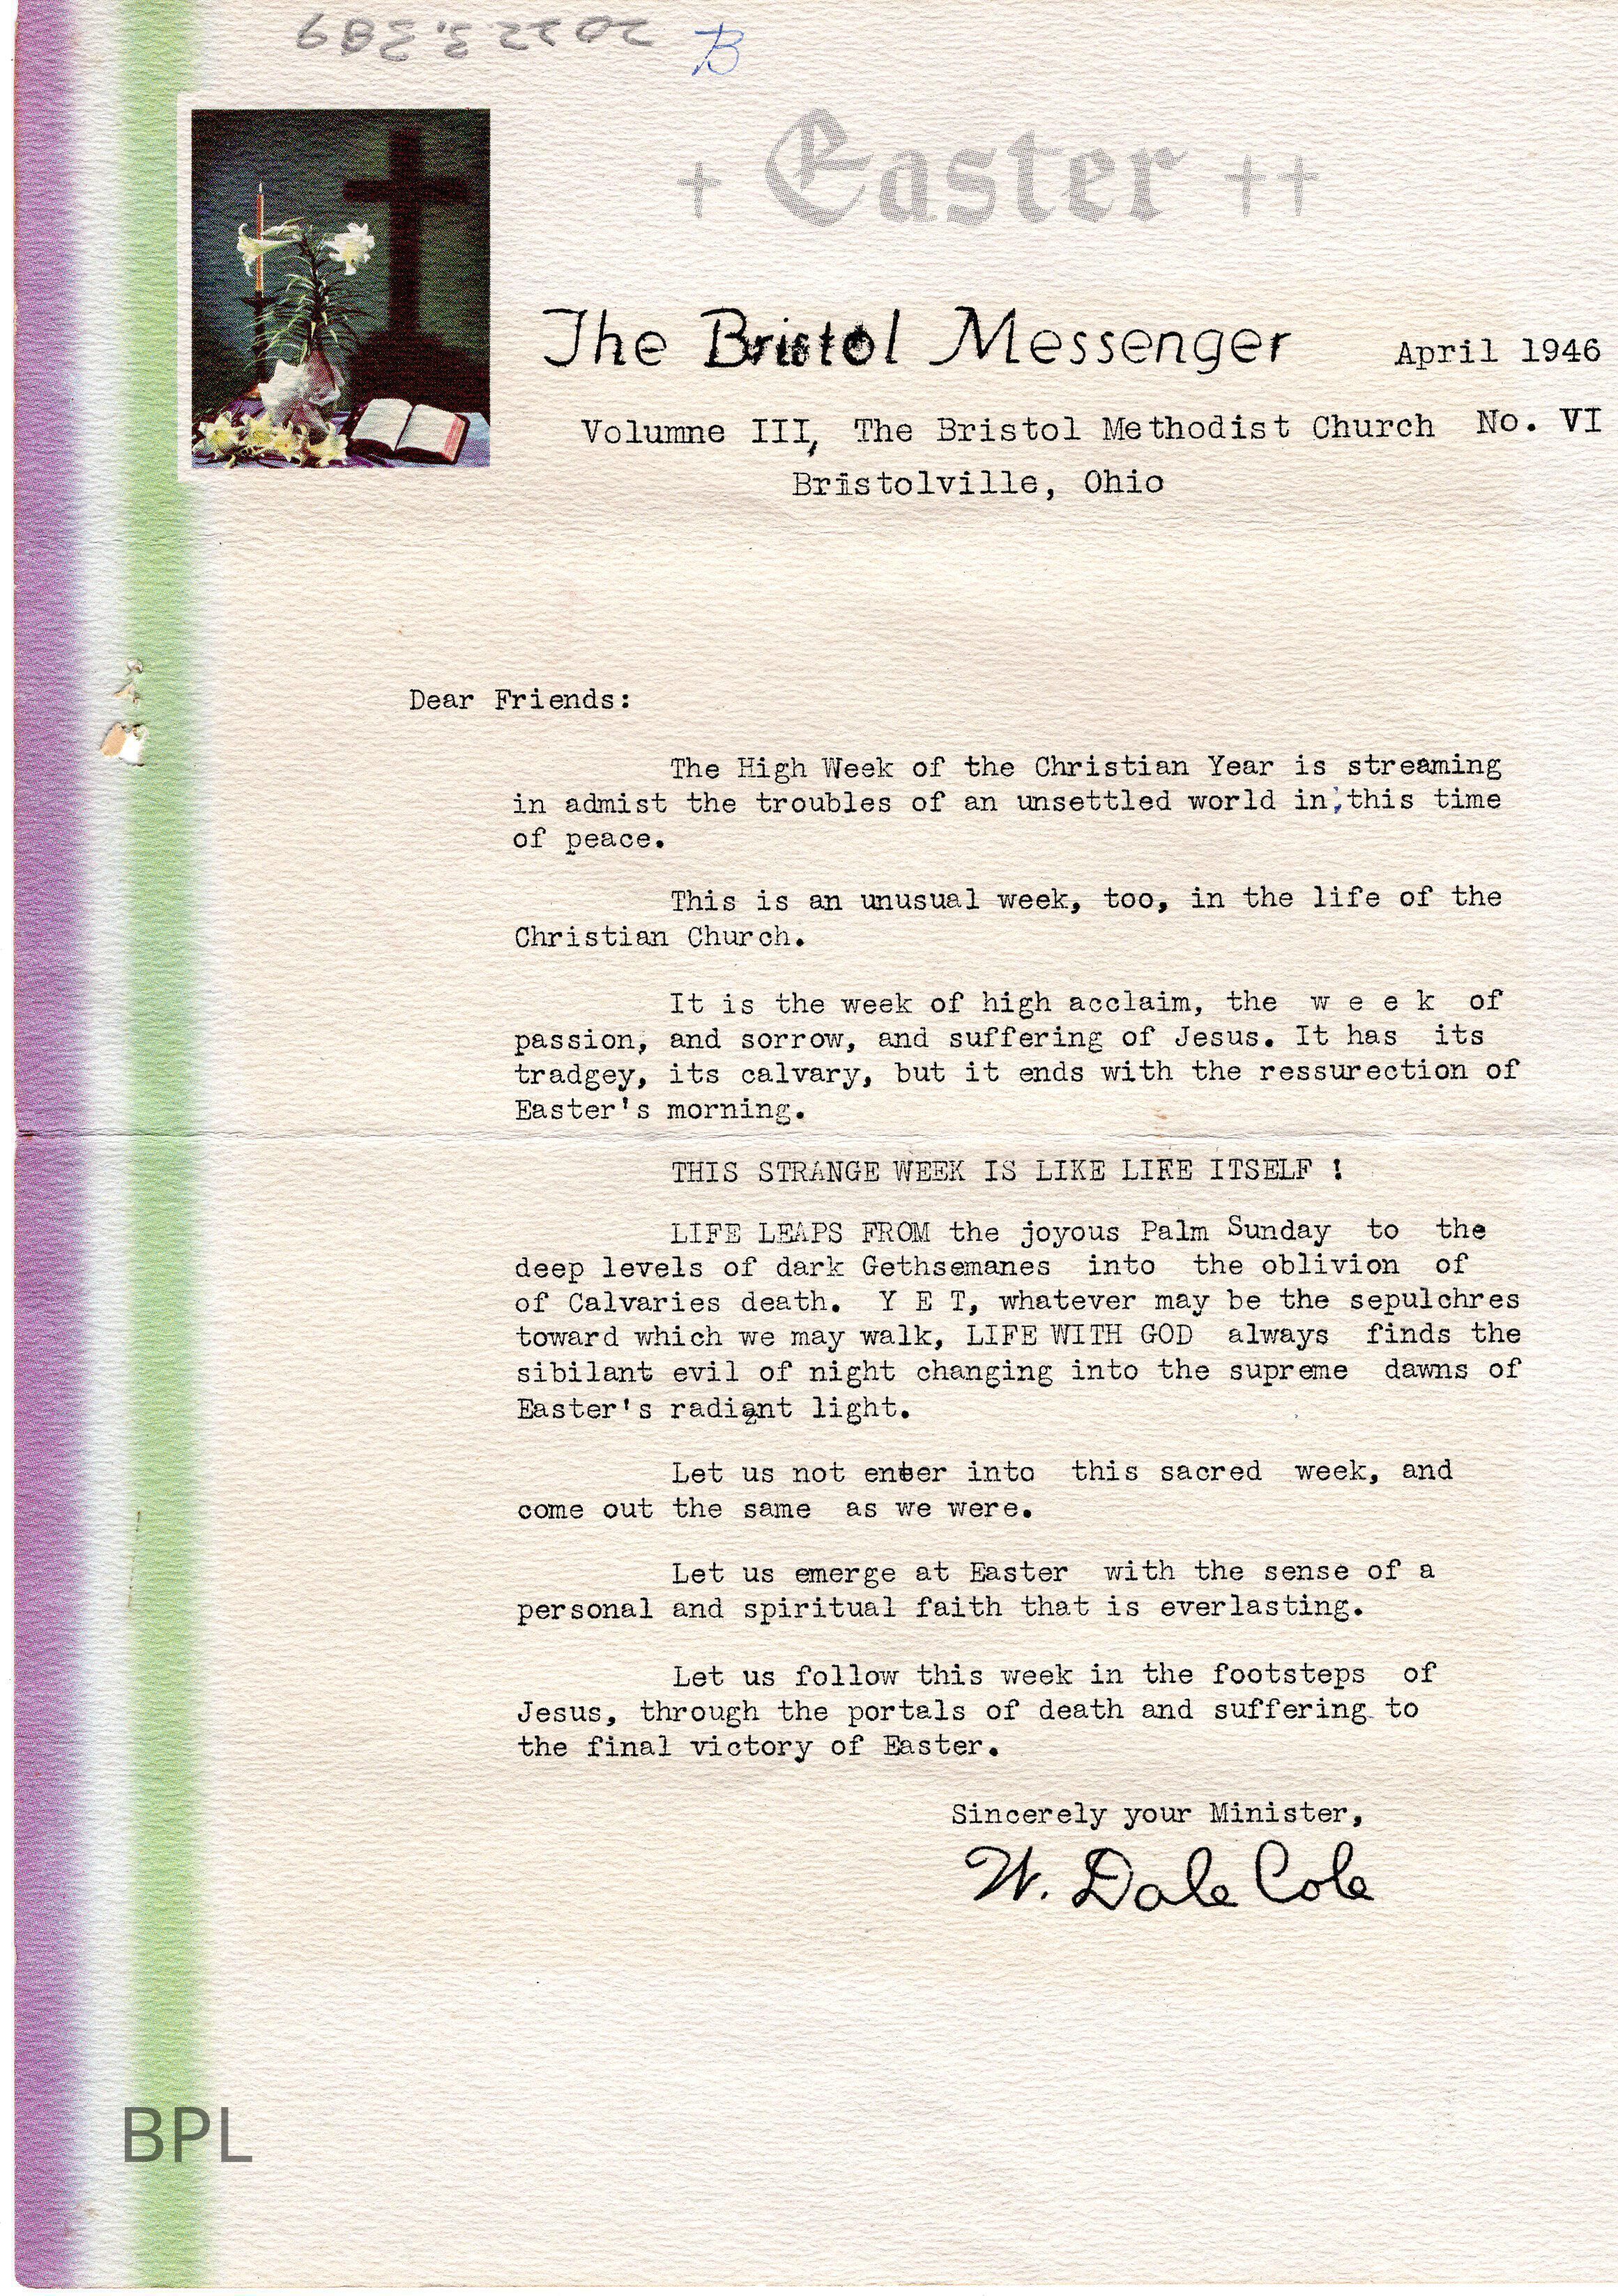 2022.3.389
B
+ Easter ++
The Bristol Messenger April 1946
Volumne III, The Bristol Methodist Church No. VI
Bristolville, Ohio
Dear Friends:
The High Week of the Christian Year is streaming
in admist the troubles of an unsettled world in, this time
of peace.
This is an unusual week, too, in the life of the
Christian Church.
It is the week of high acclaim, the w e e k of
passion, and sorrow, and suffering of Jesus. It has its
tradgey, its calvary, but it ends with the ressurection of
Easter's morning.
THIS STRANGE WEEK IS LIKE LIFE ITSELF !
LIFE LEAPS FROM the joyous Palm Sunday to the
deep levels of dark Gethsemanes into the oblivion of
of Calvaries death. Y E T, whatever may be the sepulchres
toward which we may walk, LIFE WITH GOD always finds the
sibilant evil of night changing into the supreme dawns of
Easter's radiant light.
Let us not enter into this sacred week, and
come out the same as we were.
Let us emerge at Easter with the sense of a
personal and spiritual faith that is everlasting.
Let us follow this week in the footsteps of
Jesus, through the portals of death and suffering to
the final victory of Easter.
Sincerely your Minister,
W. Dale Cole
BPL